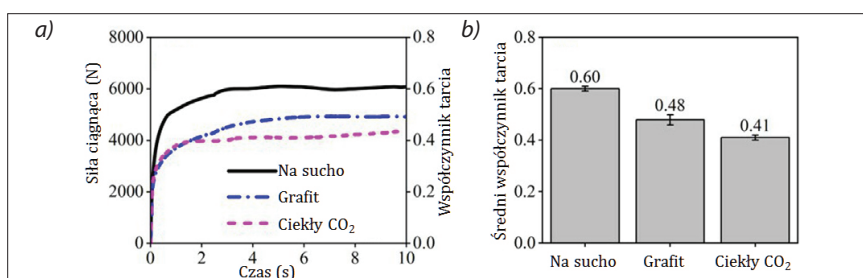 a)
Siła ciągnąca (N)
8000
6000
4000
2000
0
0 2 4 6 8 10
Czas (s)
0.8
0.6
0.4
0.2
0.0
Współczynnik tarcia
Na sucho
Grafit
Ciekły CO₂
b)
Średni współczynnik tarcia
0.8
0.6
0.4
0.2
0.0
0.60
0.48
0.41
Na sucho Grafit Ciekły CO₂